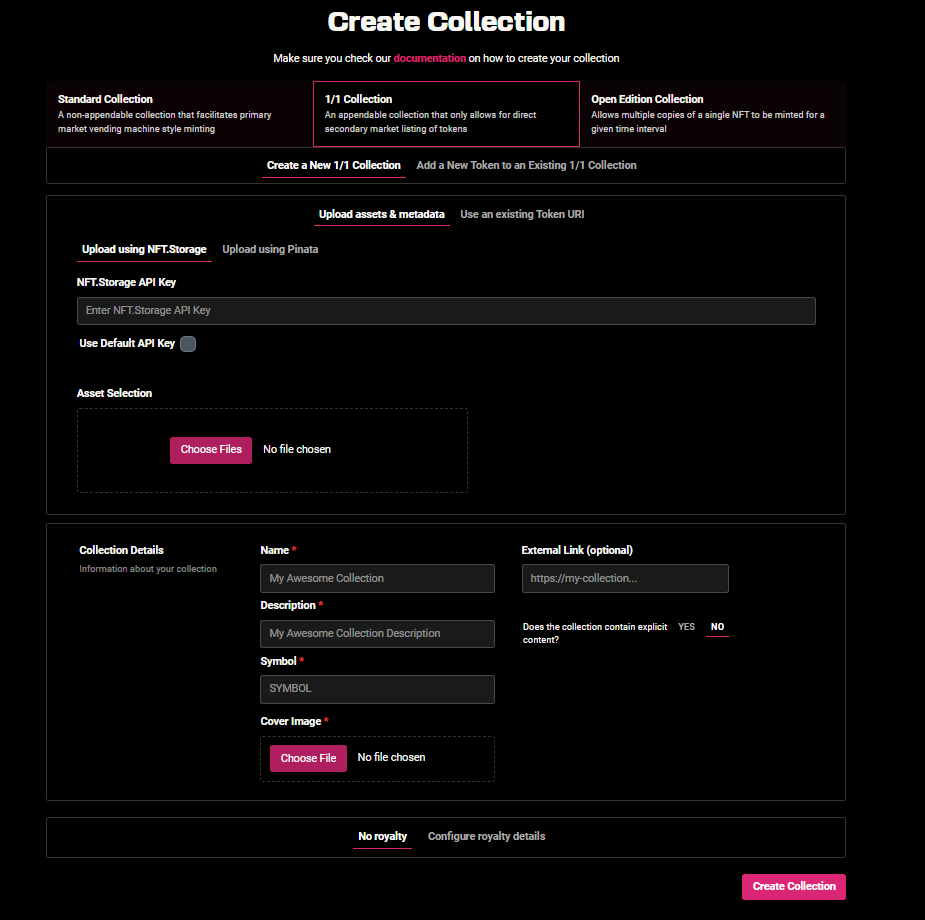 Create Collection
Make sure you check our documentation on how to create your collection
Standard Collection
A non-appendable collection that facilitates primary
market vending machine style minting
1/1 Collection
An appendable collection that only allows for direct
secondary market listing of tokens
Open Edition Collection
Allows multiple copies of a single NFT to be minted for a
given time interval
Create a New 1/1 Collection
Add a New Token to an Existing 1/1 Collection
Upload assets & metadata
Use an existing Token URI
Upload using NFT.Storage
Upload using Pinata
NFT.Storage API Key
Enter NFT.Storage API Key
Use Default API Key
Asset Selection
Choose Files
No file chosen
Collection Details
Information about your collection
Name *
My Awesome Collection
Description *
My Awesome Collection Description
Symbol *
SYMBOL
Cover Image *
Choose File
No file chosen
External Link (optional)
https://my-collection...
Does the collection contain explicit
content?
YES
NO
No royalty
Configure royalty details
Create Collection